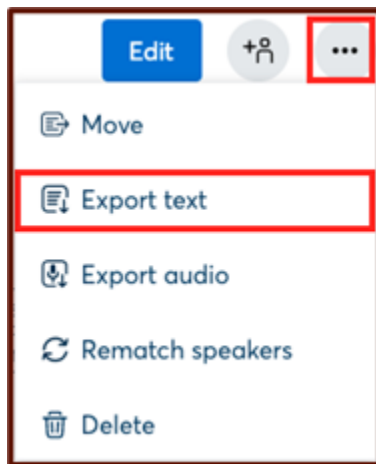 Edit
Move
Export text
Export audio
Rematch speakers
Delete